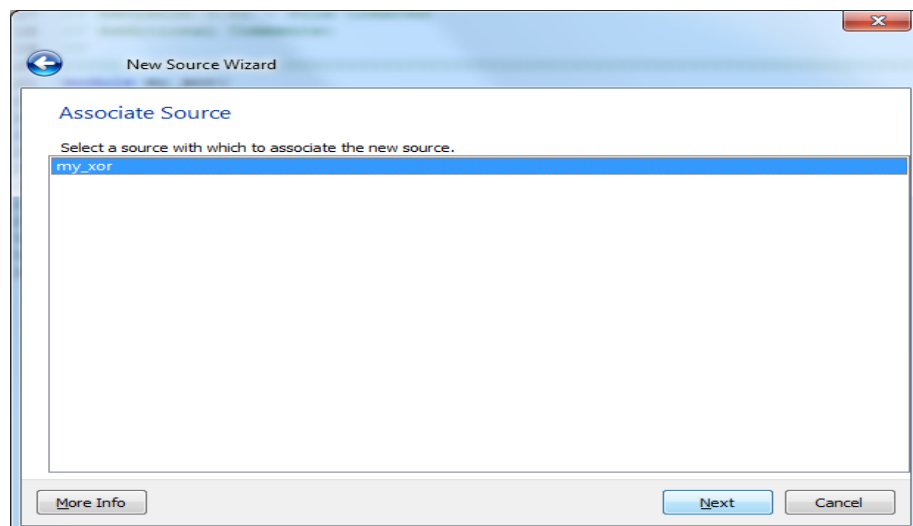 New Source Wizard
Associate Source
Select a source with which to associate the new source.
my_xor
More Info
Next
Cancel